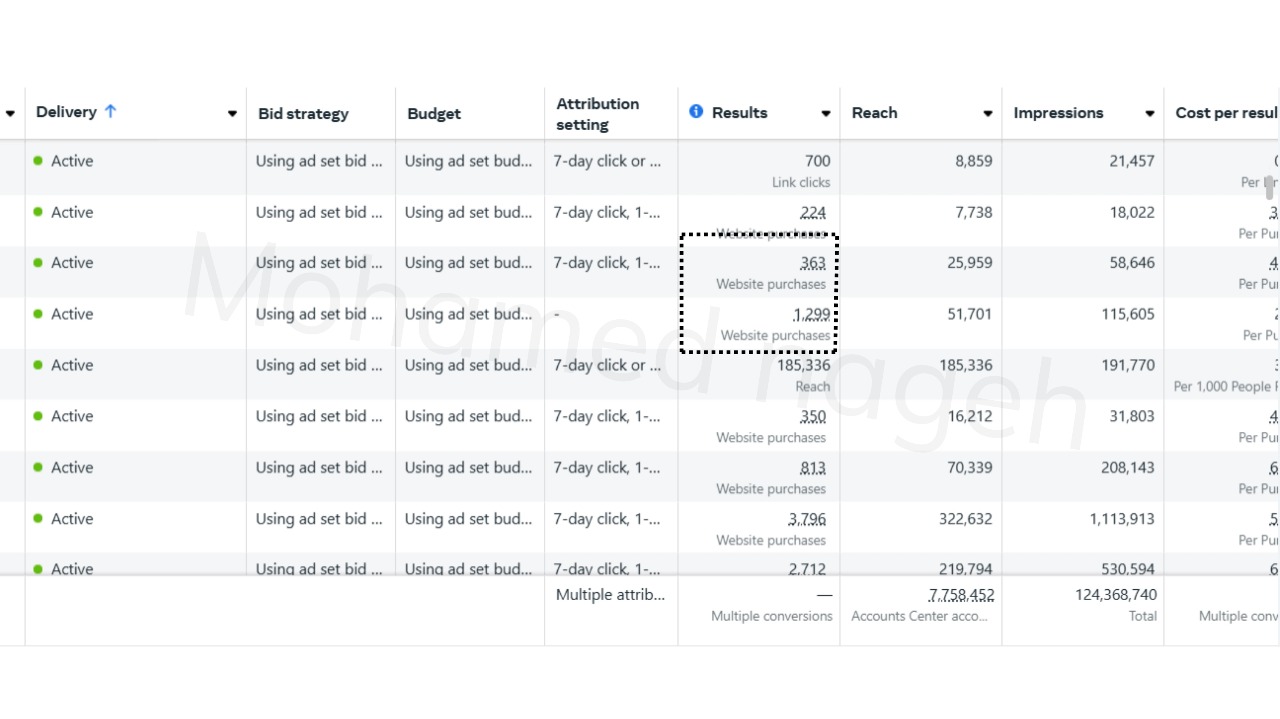 Delivery ↑ Bid strategy Budget Attribution setting Results Reach Impressions Cost per resul
Active Using ad set bid ... Using ad set bud... 7-day click or ... 700 8,859 21,457
Link clicks Per
Active Using ad set bid ... Using ad set bud... 7-day click, 1-... 224 7,738 18,022 3
Website purchases Per Pu
Active Using ad set bid ... Using ad set bud... 7-day click, 1-... 363 25,959 58,646 4
Website purchases Per Pu
Active Using ad set bid ... Using ad set bud... - 1,299 51,701 115,605
Website purchases Per Pu
Active Using ad set bid ... Using ad set bud... 7-day click or ... 185,336 185,336 191,770
Reach Per 1,000 People
Active Using ad set bid ... Using ad set bud... 7-day click, 1-... 350 16,212 31,803 4
Website purchases Per Pu
Active Using ad set bid ... Using ad set bud... 7-day click, 1-... 813 70,339 208,143 6
Website purchases Per Pu
Active Using ad set bid ... Using ad set bud... 7-day click, 1-... 3,796 322,632 1,113,913 5
Website purchases Per Pu
Active Using ad set bid ... Using ad set bud... 7-day click, 1-... 2,712 219,794 530,594 6
Multiple attrib... — 7,758,452 124,368,740
Multiple conversions Accounts Center acco... Total Multiple conv
Mohamed nageh